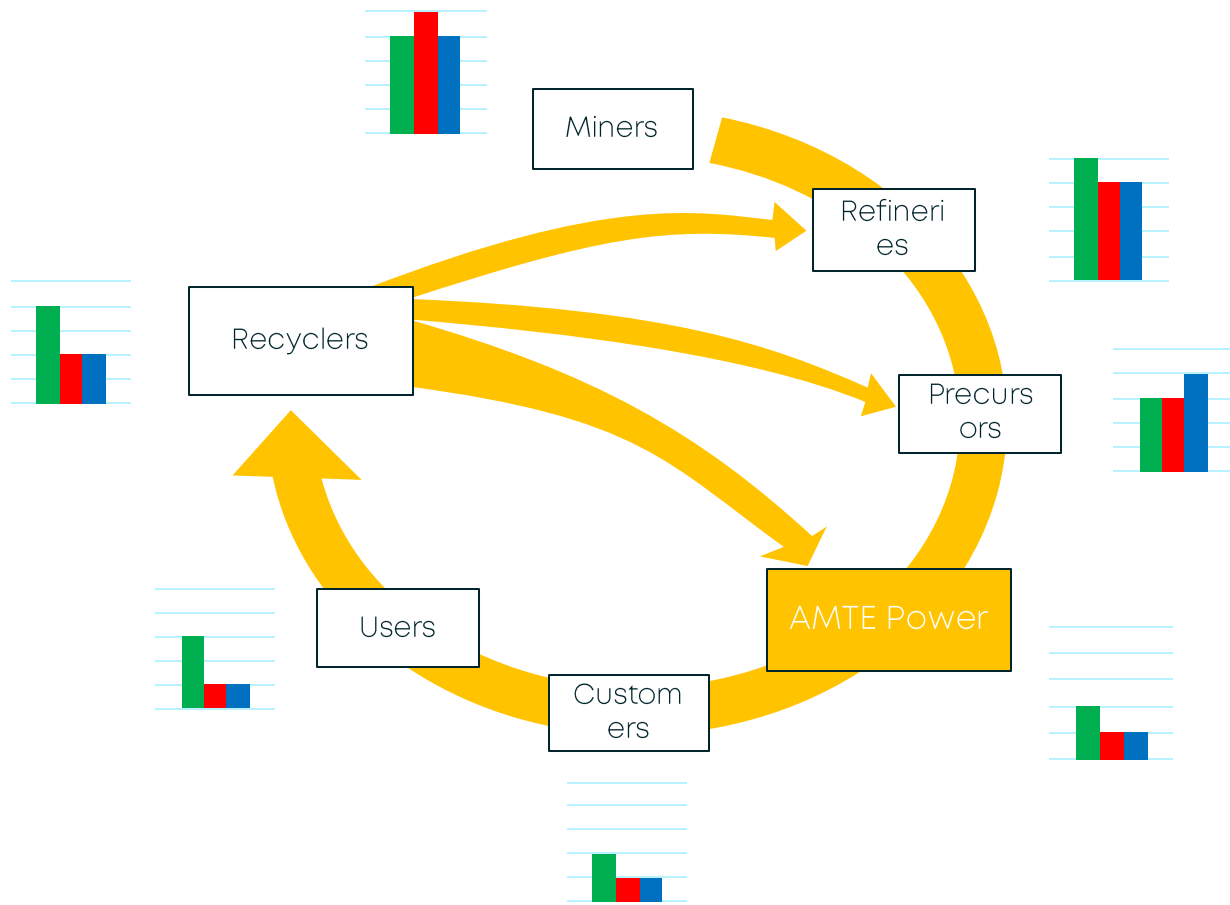 Miners
Refineri
es
Recyclers
Precurs
ors
AMTE Power
Users
Custom
ers